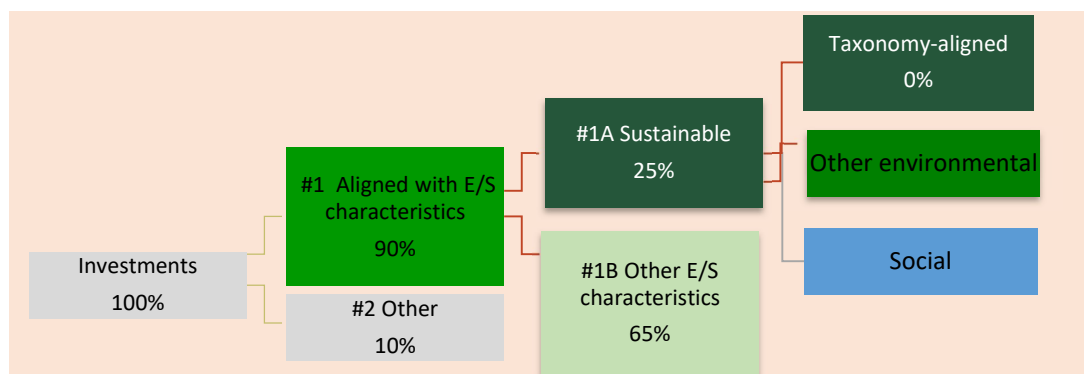 Investments
100%
#1 Aligned with E/S
characteristics
90%
#2 Other
10%
#1A Sustainable
25%
#1B Other E/S
characteristics
65%
Taxonomy-aligned
0%
Other environmental
Social